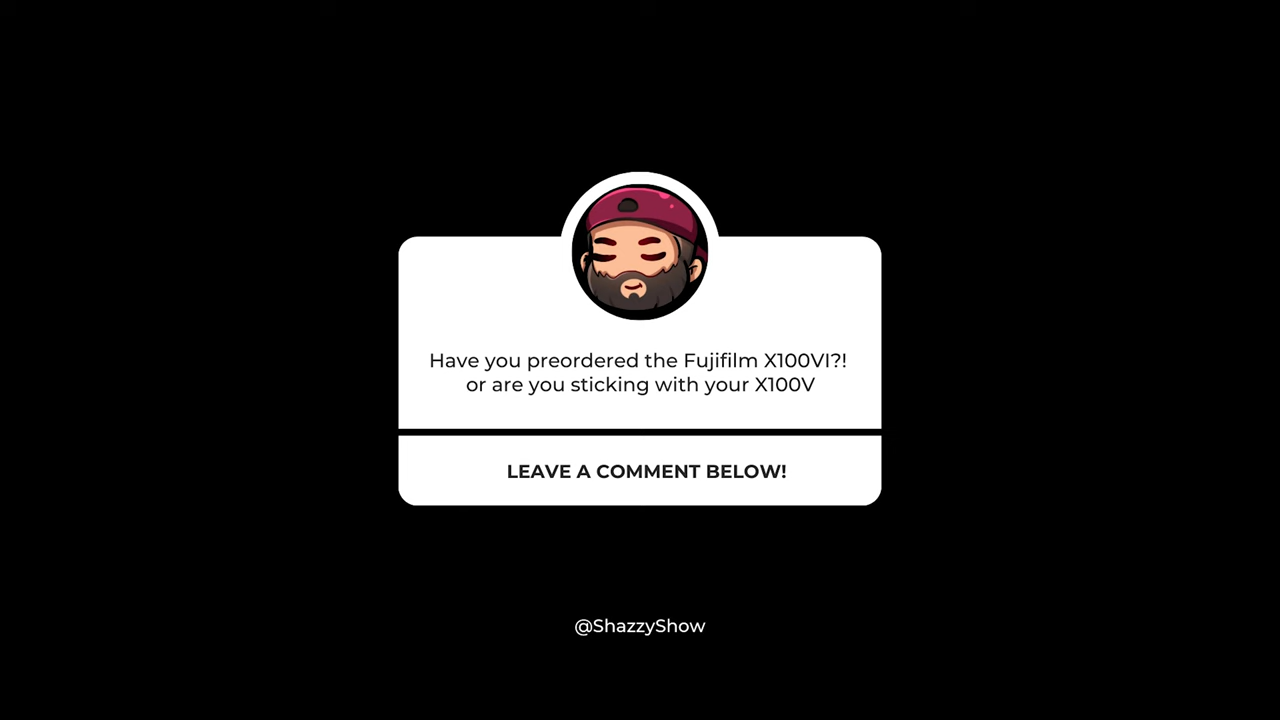 Have you preordered the Fujifilm X100VI?!
or are you sticking with your X100V
LEAVE A COMMENT BELOW!
@ShazzyShow